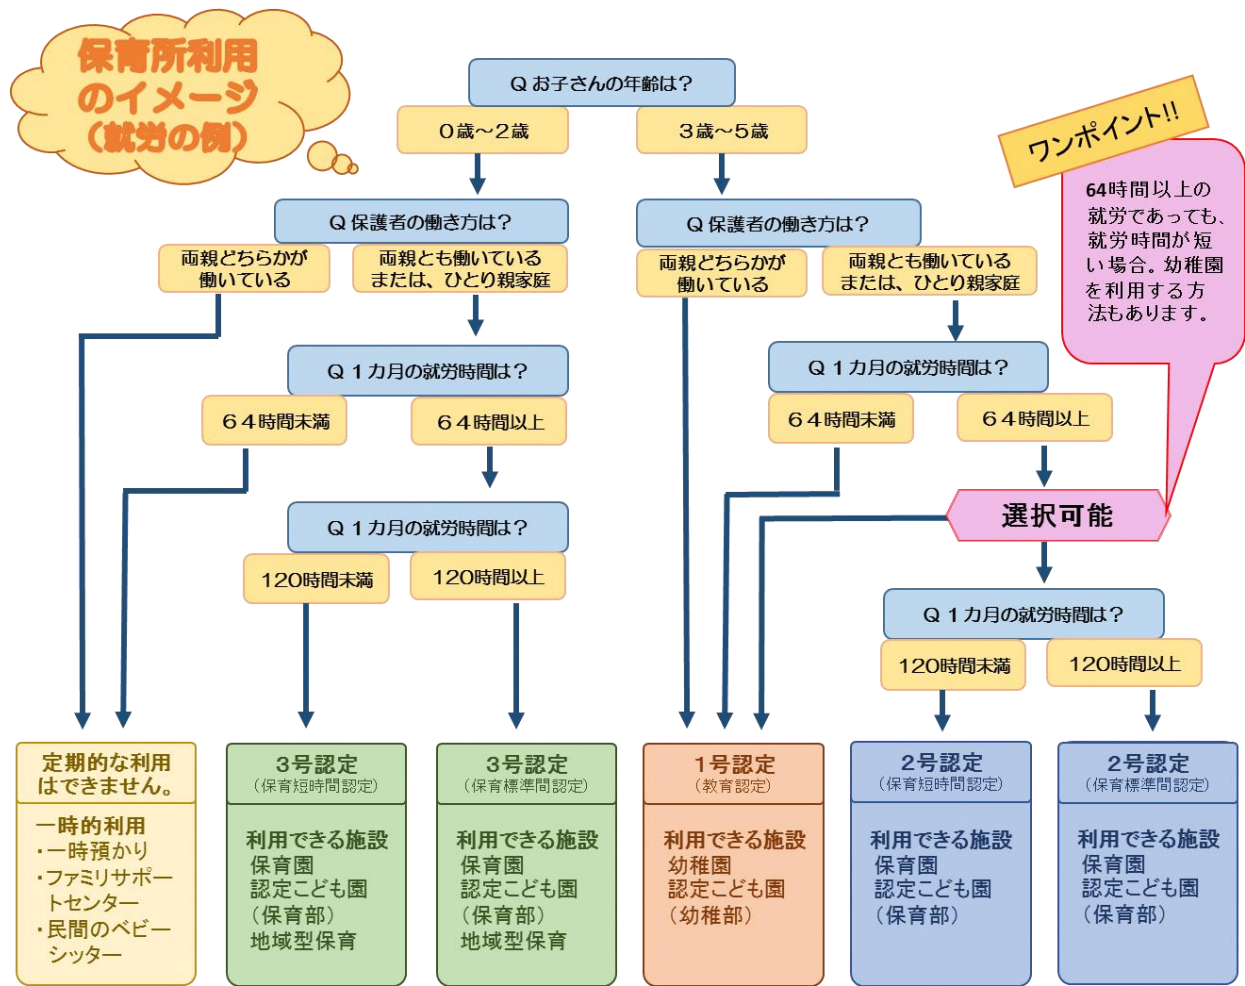 保育所利用
のイメージ
（就労の例）
Q お子さんの年齢は？
０歳～２歳
３歳～５歳
ワンポイント!!
64時間以上の
就労であっても、
就労時間が短
い場合。幼稚園
を利用する方
法もあります。
Q 保護者の働き方は？
両親どちらかが
働いている
両親とも働いている
または、ひとり親家庭
Q 保護者の働き方は？
両親どちらかが
働いている
両親とも働いている
または、ひとり親家庭
Q １カ月の就労時間は？
６４時間未満
６４時間以上
Q １カ月の就労時間は？
６４時間未満
６４時間以上
選択可能
Q １カ月の就労時間は？
120時間未満
120時間以上
Q １カ月の就労時間は？
120時間未満
120時間以上
定期的な利用
はできません。
一時的利用
・一時預かり
・ファミリサポー
トセンター
・民間のベビー
シッター
3号認定
（保育短時間認定）
利用できる施設
保育園
認定こども園
（保育部）
地域型保育
3号認定
（保育標準間認定）
利用できる施設
保育園
認定こども園
（保育部）
地域型保育
1号認定
（教育認定）
利用できる施設
幼稚園
認定こども園
（幼稚部）
2号認定
（保育短時間認定）
利用できる施設
保育園
認定こども園
（保育部）
2号認定
（保育標準間認定）
利用できる施設
保育園
認定こども園
（保育部）